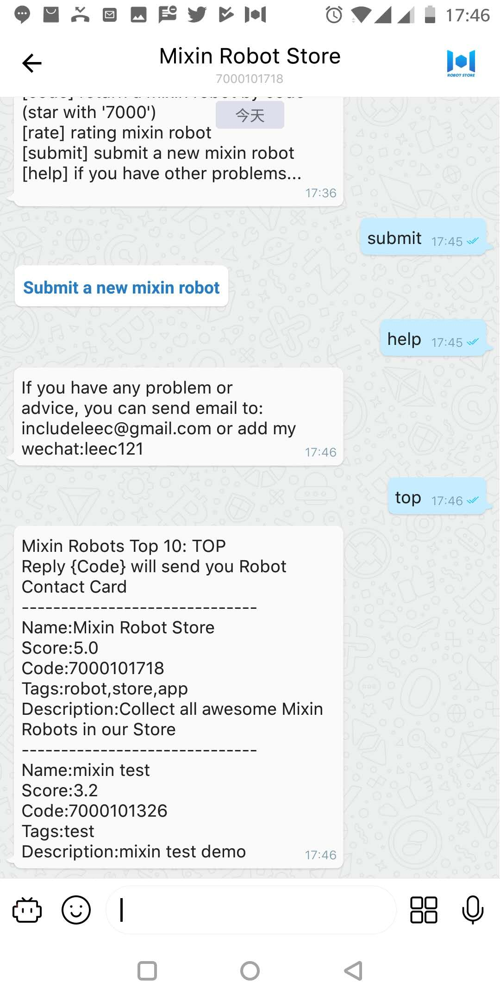 17:46
Mixin Robot Store
7000101718
ROBOT STORE
[code] return a mixin robot by code
(star with '7000')
今天
[rate] rating mixin robot
[submit] submit a new mixin robot
[help] if you have other problems...
17:36
submit 17:45
Submit a new mixin robot
help 17:45
If you have any problem or
advice, you can send email to:
includeleec@gmail.com or add my
wechat:leec121
17:46
top 17:46
Mixin Robots Top 10: TOP
Reply {Code} will send you Robot
Contact Card
------------------------------
Name:Mixin Robot Store
Score:5.0
Code:7000101718
Tags:robot,store,app
Description:Collect all awesome Mixin
Robots in our Store
------------------------------
Name:mixin test
Score:3.2
Code:7000101326
Tags:test
Description:mixin test demo
17:46